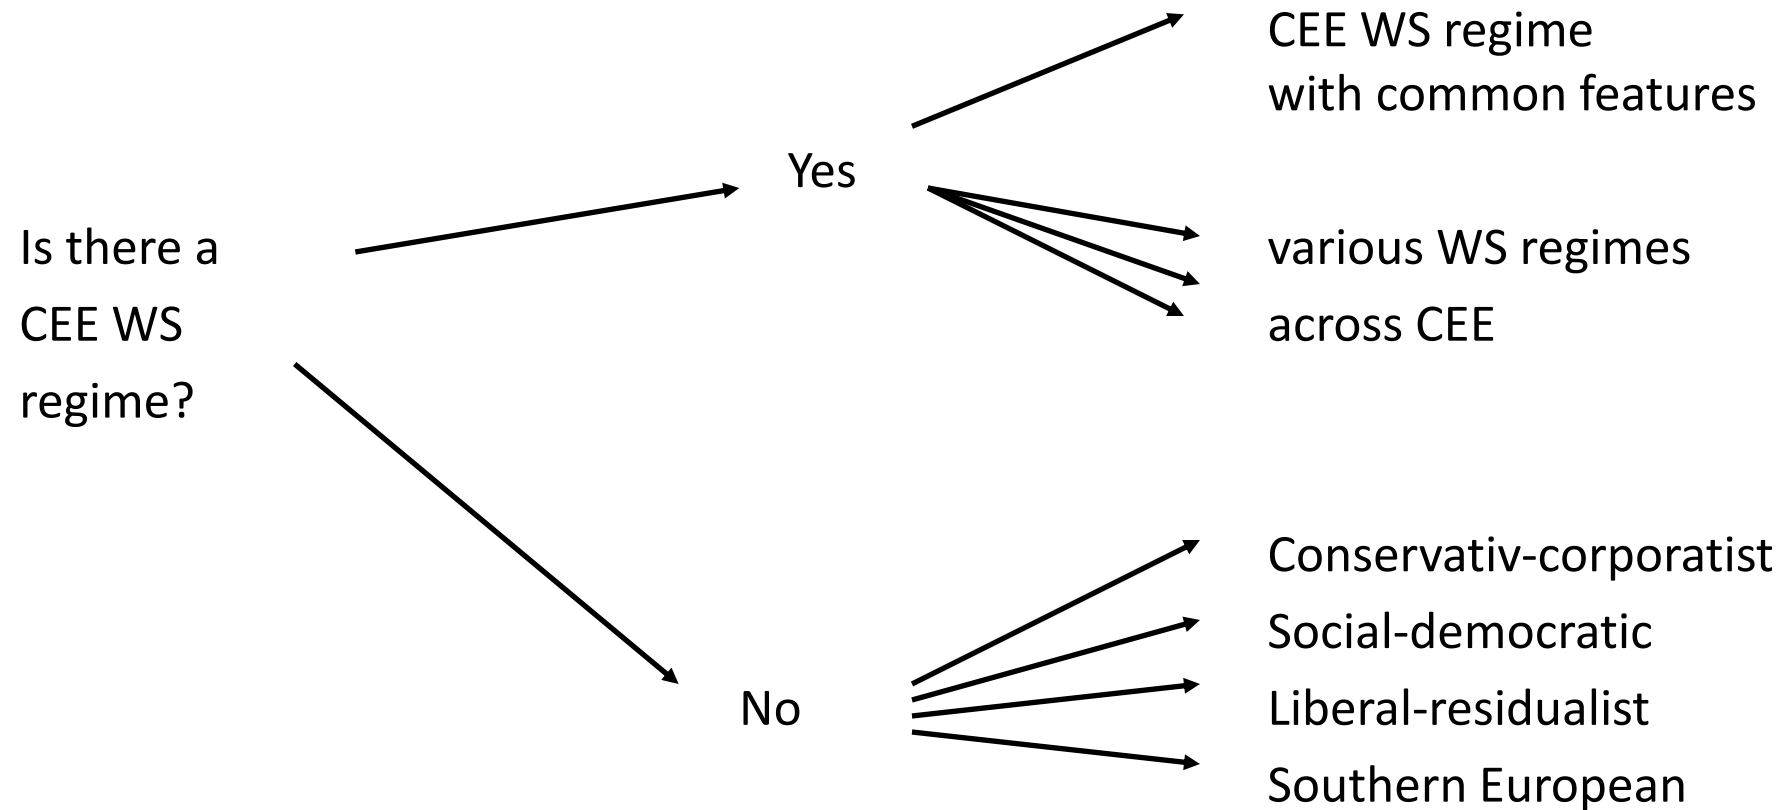 CEE WS regime
with common features
Yes
Is there a
CEE WS
regime?
various WS regimes
across CEE
Conservativ-corporatist
Social-democratic
No
Liberal-residualist
Southern European